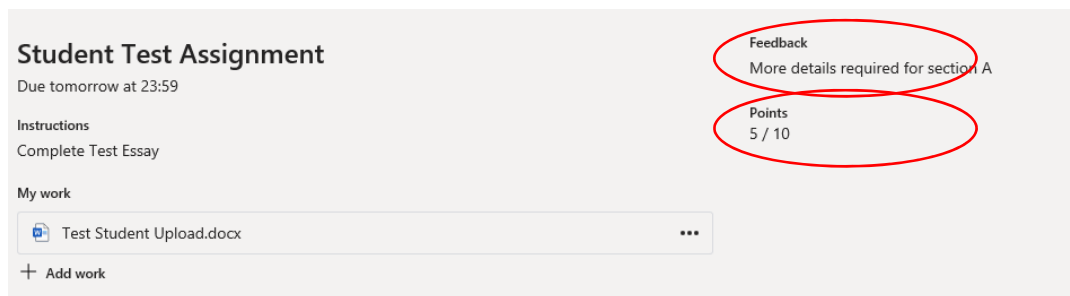 Student Test Assignment
Due tomorrow at 23:59
Instructions
Complete Test Essay
My work
Test Student Upload.docx
Add work
Feedback
More details required for section A
Points
5 / 10